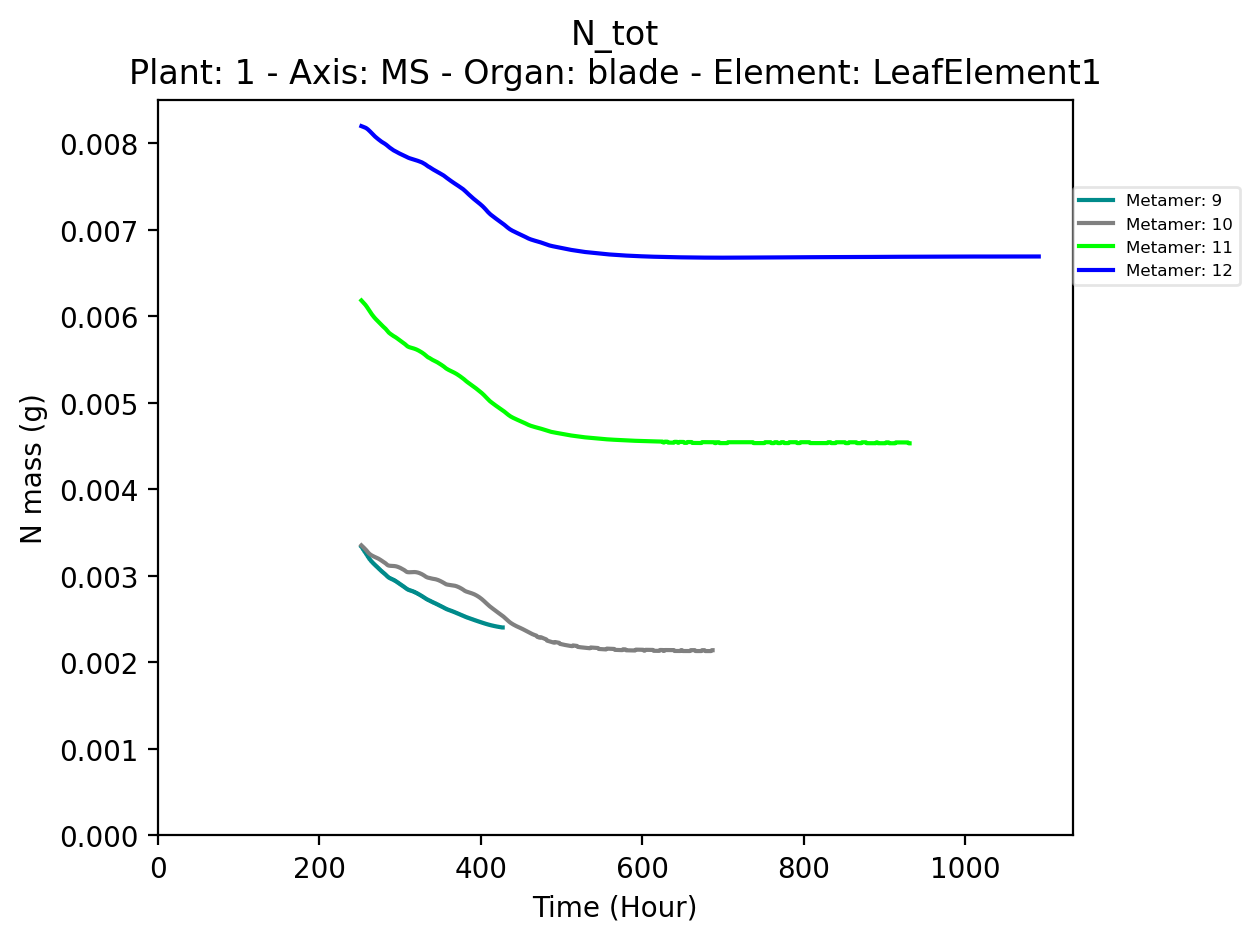 N_tot
Plant: 1 - Axis: MS - Organ: blade - Element: LeafElement1
0.008
0.007
0.006
0.005
0.004
0.003
0.002
0.001
0.000
N mass (g)
0 200 400 600 800 1000
Time (Hour)
Metamer: 9
Metamer: 10
Metamer: 11
Metamer: 12